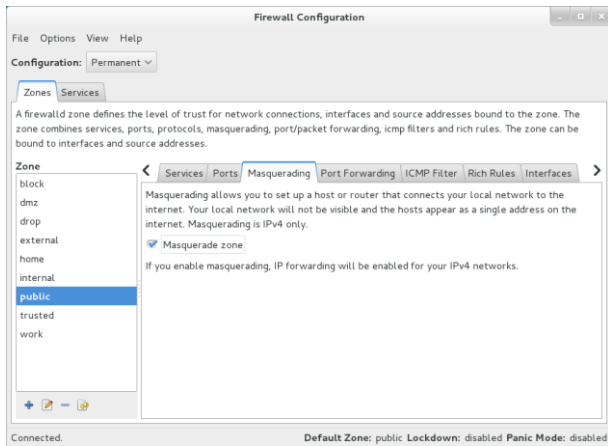 Firewall Configuration
File Options View Help
Configuration: Permanent
Zones Services
A firewalld zone defines the level of trust for network connections, interfaces and source addresses bound to the zone. The
zone combines services, ports, protocols, masquerading, port/packet forwarding, icmp filters and rich rules. The zone can be
bound to interfaces and source addresses.
Zone
block
dmz
drop
external
home
internal
public
trusted
work
Services Ports Masquerading Port Forwarding ICMP Filter Rich Rules Interfaces
Masquerading allows you to set up a host or router that connects your local network to the
internet. Your local network will not be visible and the hosts appear as a single address on the
internet. Masquerading is IPv4 only.
Masquerade zone
If you enable masquerading, IP forwarding will be enabled for your IPv4 networks.
Connected.
Default Zone: public Lockdown: disabled Panic Mode: disabled